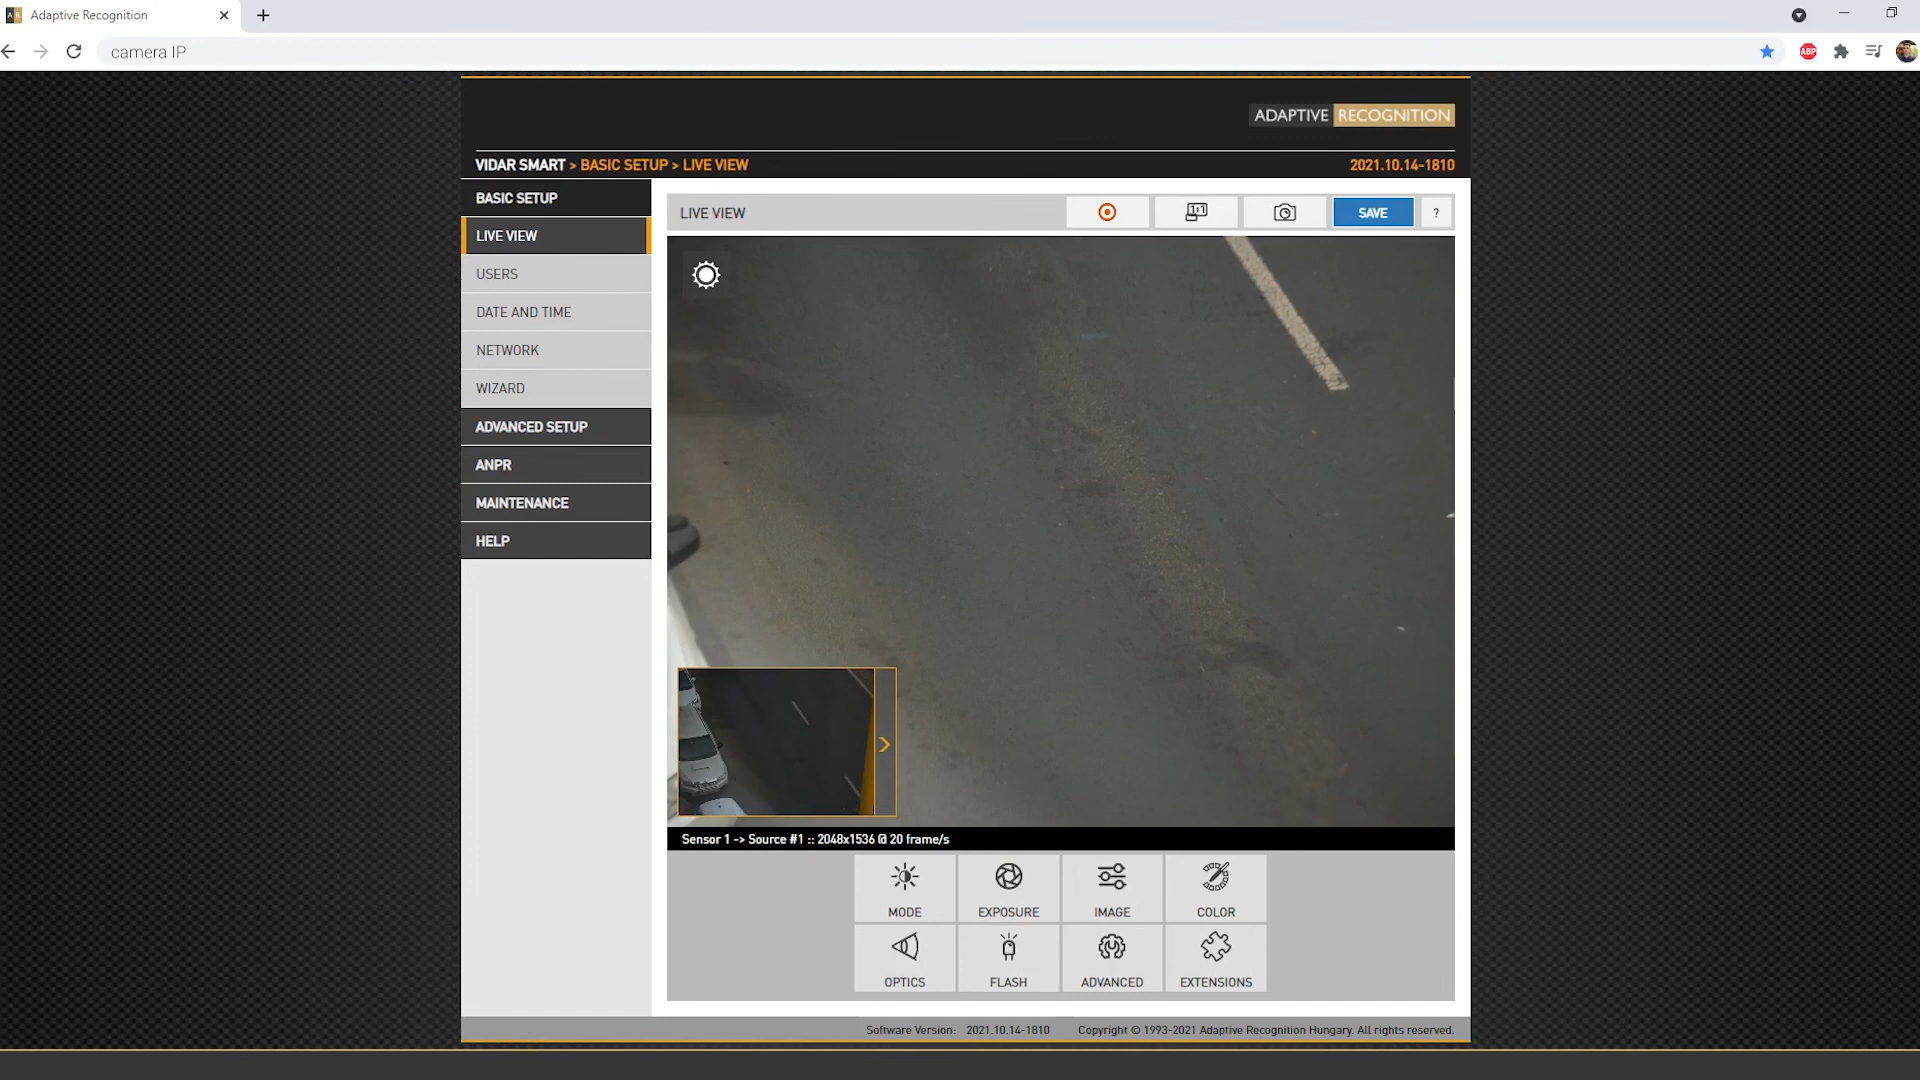 Adaptive Recognition
camera IP
ABP
ADAPTIVE RECOGNITION
VIDAR SMART > BASIC SETUP > LIVE VIEW
2021.10.14-1810
BASIC SETUP
LIVE VIEW
USERS
DATE AND TIME
NETWORK
WIZARD
ADVANCED SETUP
ANPR
MAINTENANCE
HELP
LIVE VIEW
1:1
SAVE
?
Sensor 1 -> Source #1 :: 2048x1536 @ 20 frame/s
MODE
EXPOSURE
IMAGE
COLOR
OPTICS
FLASH
ADVANCED
EXTENSIONS
Software Version: 2021.10.14-1810
Copyright © 1993-2021 Adaptive Recognition Hungary. All rights reserved.